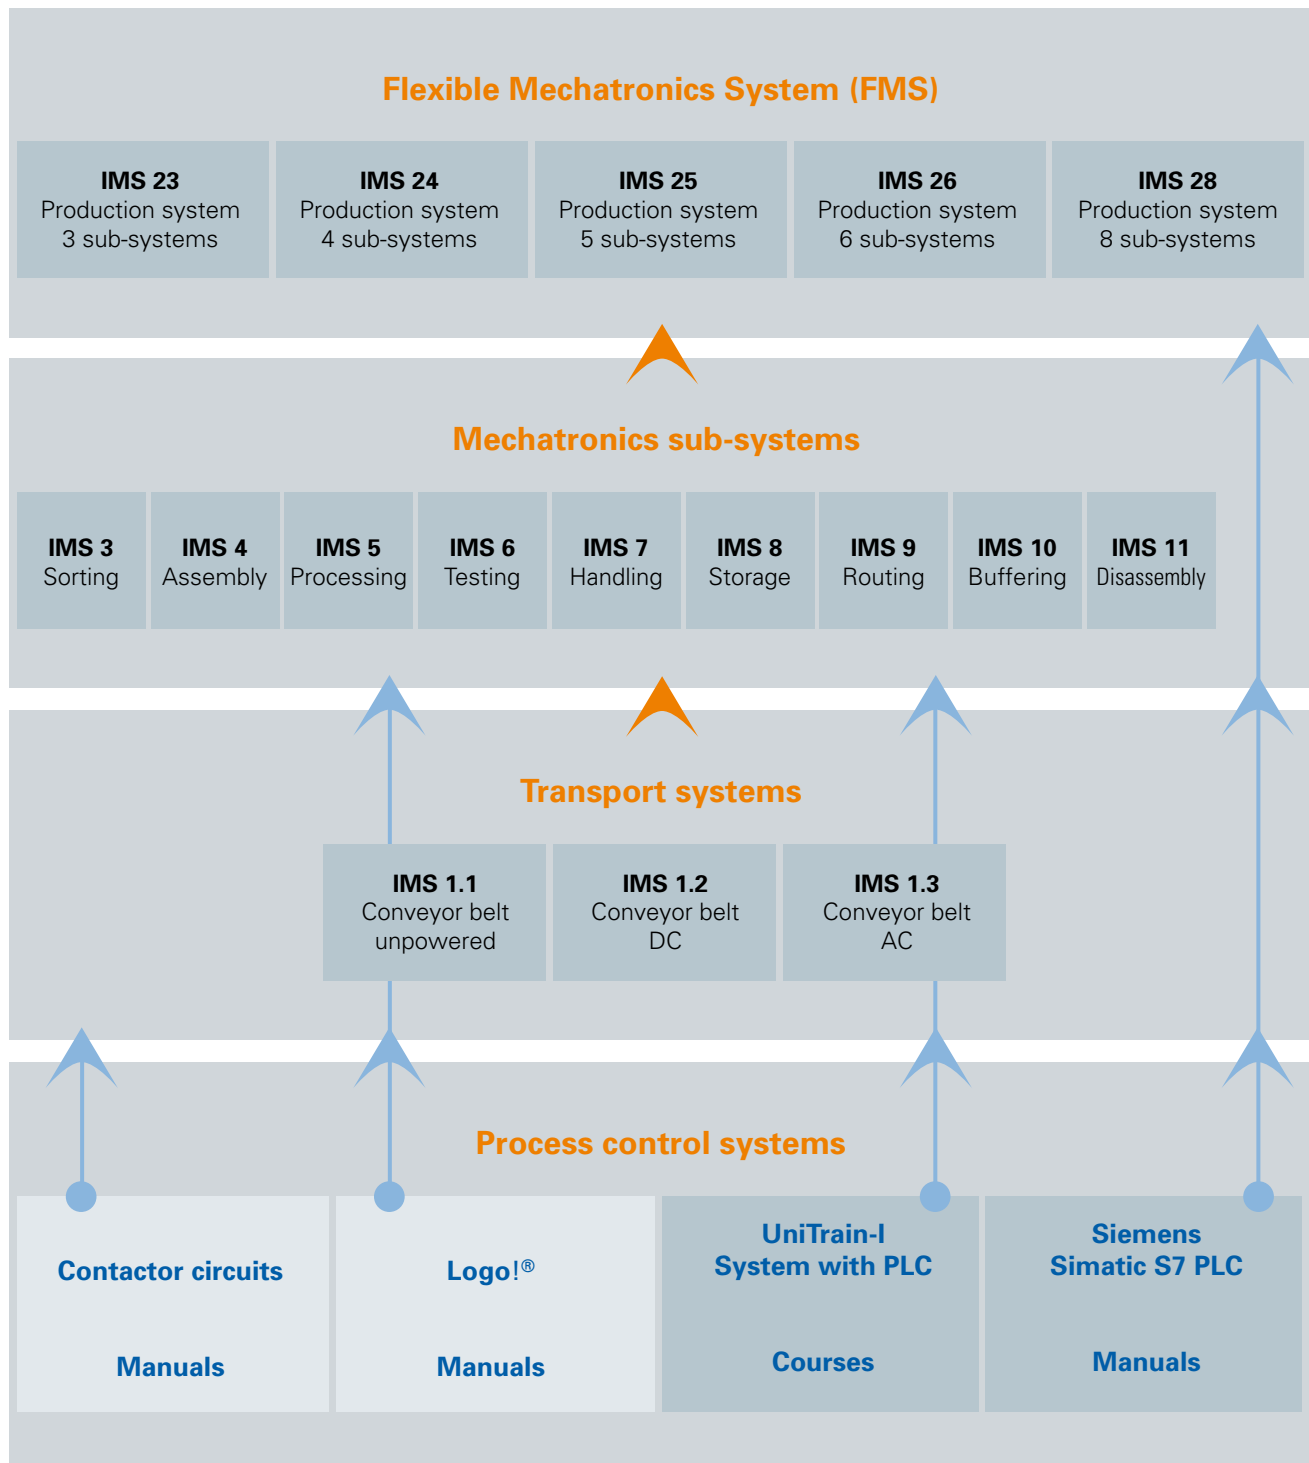 Flexible Mechatronics System (FMS)
IMS 23
Production system
3 sub-systems
IMS 24
Production system
4 sub-systems
IMS 25
Production system
5 sub-systems
IMS 26
Production system
6 sub-systems
IMS 28
Production system
8 sub-systems
Mechatronics sub-systems
IMS 3
Sorting
IMS 4
Assembly
IMS 5
Processing
IMS 6
Testing
IMS 7
Handling
IMS 8
Storage
IMS 9
Routing
IMS 10
Buffering
IMS 11
Disassembly
Transport systems
IMS 1.1
Conveyor belt
unpowered
IMS 1.2
Conveyor belt
DC
IMS 1.3
Conveyor belt
AC
Process control systems
Contactor circuits
Manuals
Logo!®
Manuals
UniTrain-I
System with PLC
Courses
Siemens
Simatic S7 PLC
Manuals